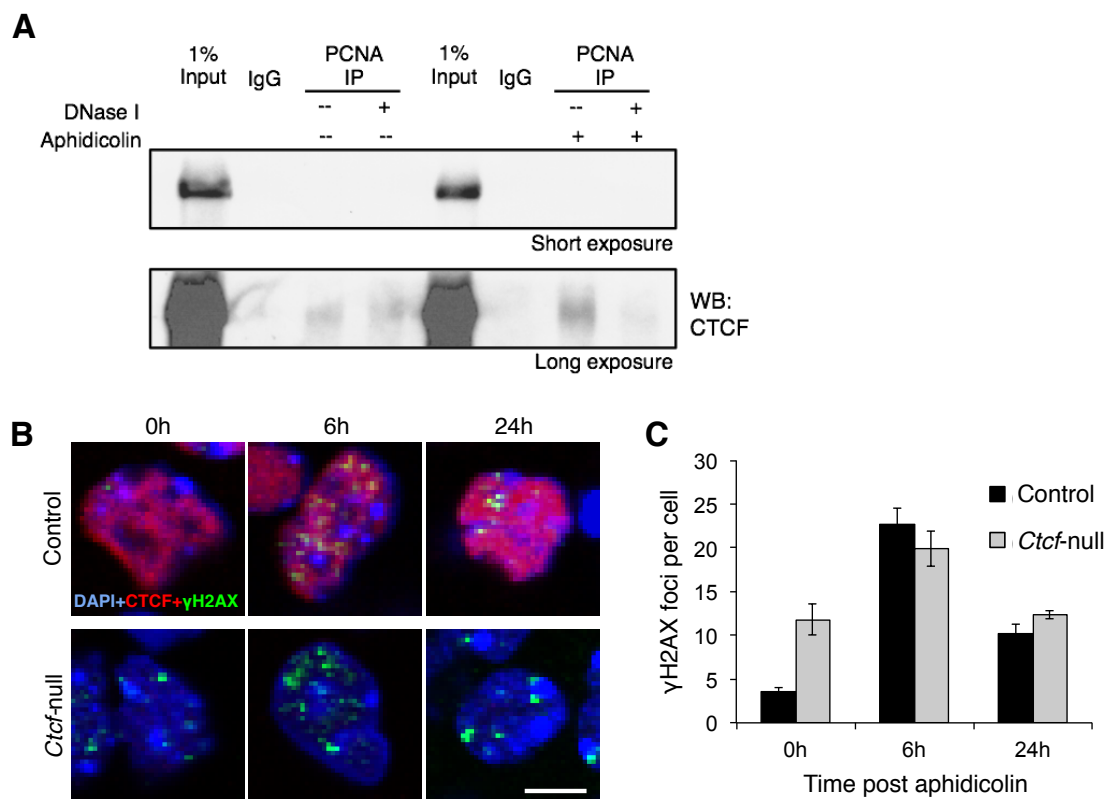 A
1% Input IgG PCNA IP 1% Input IgG PCNA IP
DNase I -- + -- +
Aphidicolin -- -- + +
Short exposure
WB: CTCF
Long exposure
B
0h 6h 24h
Control
DAPI+CTCF+γH2AX
Ctcf-null
C
γH2AX foci per cell
30
25
20
15
10
5
0
Control
Ctcf-null
0h 6h 24h
Time post aphidicolin